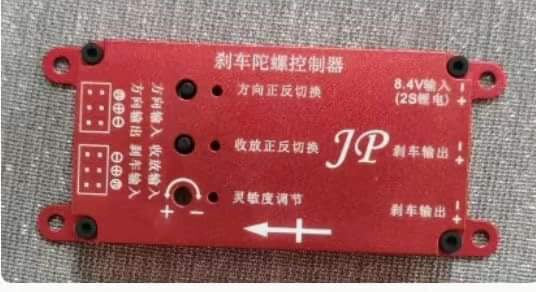 刹车陀螺控制器
方向正反切换
收放正反切换
灵敏度调节
JP
8.4V输入
(2S锂电)
- +
刹车输出
- +
刹车输出
- +
方向输入
方向输出
收放输入
刹车输入
+ -